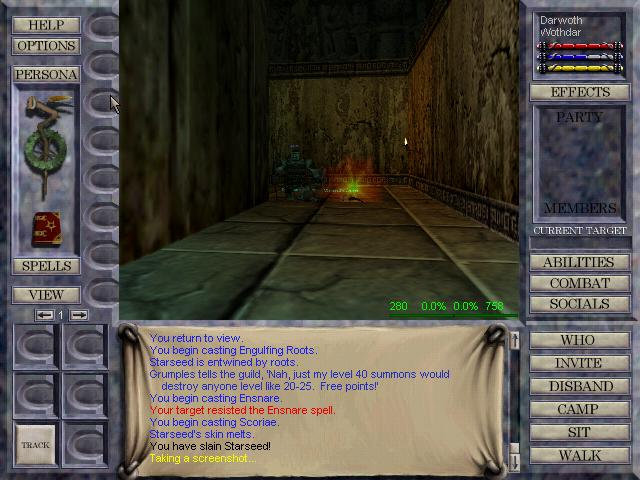 HELP
OPTIONS
PERSONA
SPELLS
VIEW
1
TRACK
Darwoth
Wothdar
EFFECTS
PARTY
MEMBERS
CURRENT TARGET
ABILITIES
COMBAT
SOCIALS
WHO
INVITE
DISBAND
CAMP
SIT
WALK
280 0.0% 0.0% 758
You return to view.
You begin casting Engulfing Roots.
Starseed is entwined by roots.
Grumples tells the guild, 'Nah, just my level 40 summons would
destroy anyone level like 20-25.  Free points!'
You begin casting Ensnare.
Your target resisted the Ensnare spell.
You begin casting Scoriae.
Starseed's skin melts.
You have slain Starseed!
Taking a screenshot...